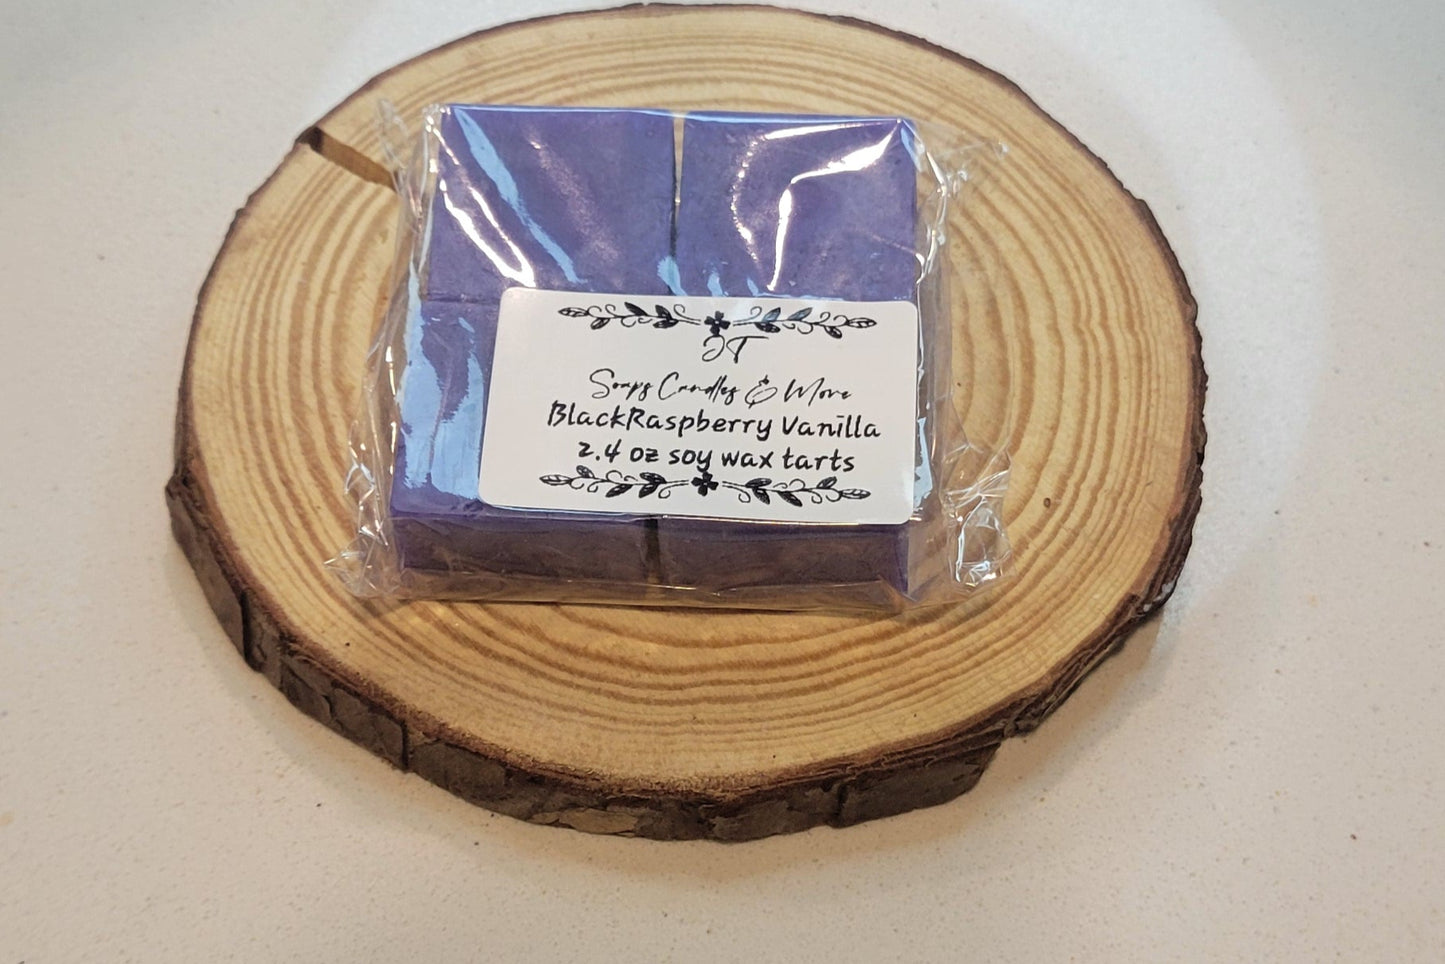 JT
Soaps Candles & More
BlackRaspberry Vanilla
2.4 oz soy wax tarts